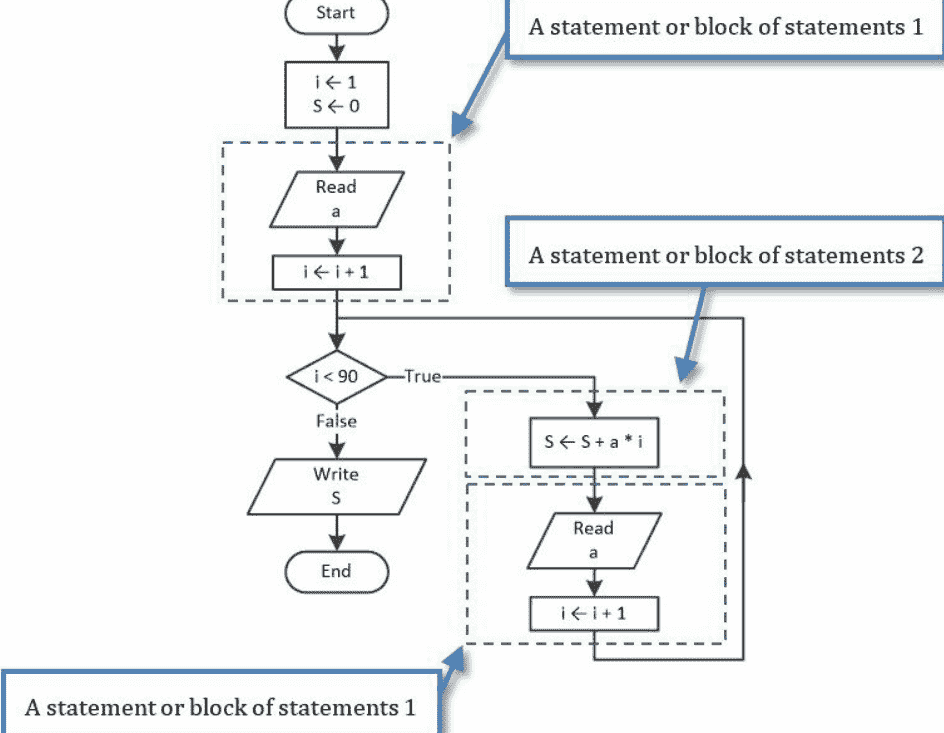 Start
A statement or block of statements 1
i ← 1
S ← 0
Read
a
i ← i + 1
A statement or block of statements 2
i < 90
True
False
S ← S + a * i
Write
S
Read
a
End
i ← i + 1
A statement or block of statements 1